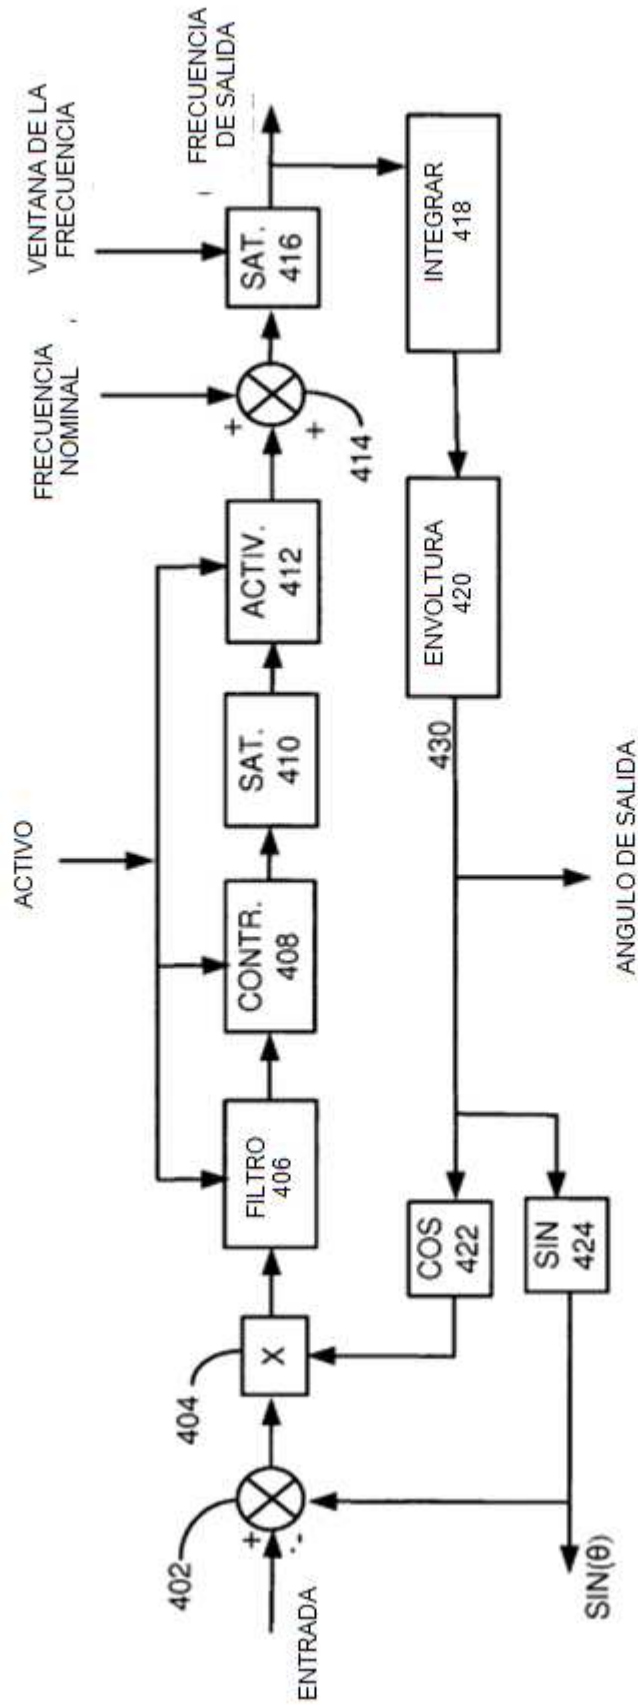 ACTIVO
FRECUENCIA
NOMINAL
VENTANA DE LA
FRECUENCIA
402
404
+
-
ENTRADA
X
FILTRO
406
CONTR.
408
SAT.
410
ACTIV.
412
+
+
414
SAT.
416
FRECUENCIA
DE SALIDA
COS
422
SIN
424
430
ENVOLTURA
420
INTEGRAR
418
SIN(θ)
ANGULO DE SALIDA